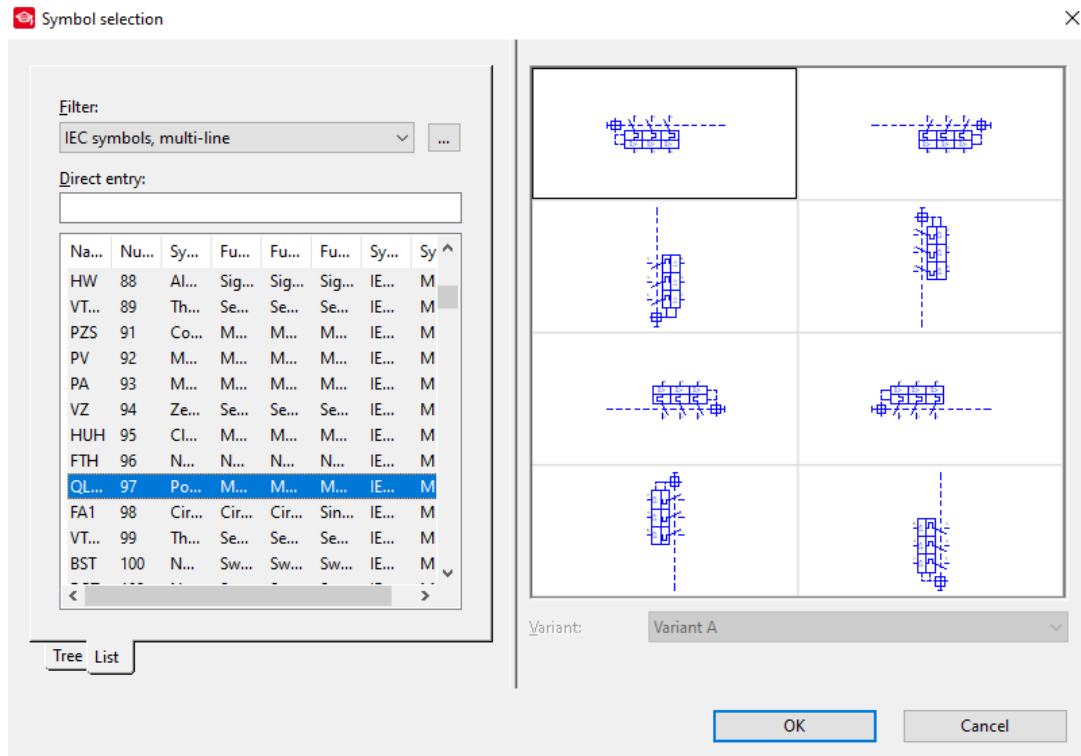 Symbol selection
Filter:
IEC symbols, multi-line
...
Direct entry:
Na... Nu... Sy... Fu... Fu... Fu... Sy... Sy
HW 88 Al... Sig... Sig... Sig... IE... M
VT... 89 Th... Se... Se... Se... IE... M
PZS 91 Co... M... M... M... IE... M
PV 92 M... M... M... M... IE... M
PA 93 M... M... M... M... IE... M
VZ 94 Ze... Se... Se... Se... IE... M
HUH 95 Cl... M... M... M... IE... M
FTH 96 N... N... N... N... IE... M
QL... 97 Po... M... M... M... IE... M
FA1 98 Cir... Cir... Cir... Sin... IE... M
VT... 99 Th... Se... Se... Se... IE... M
BST 100 N... Sw... Sw... Sw... IE... M
Tree List
Variant: Variant A
OK Cancel